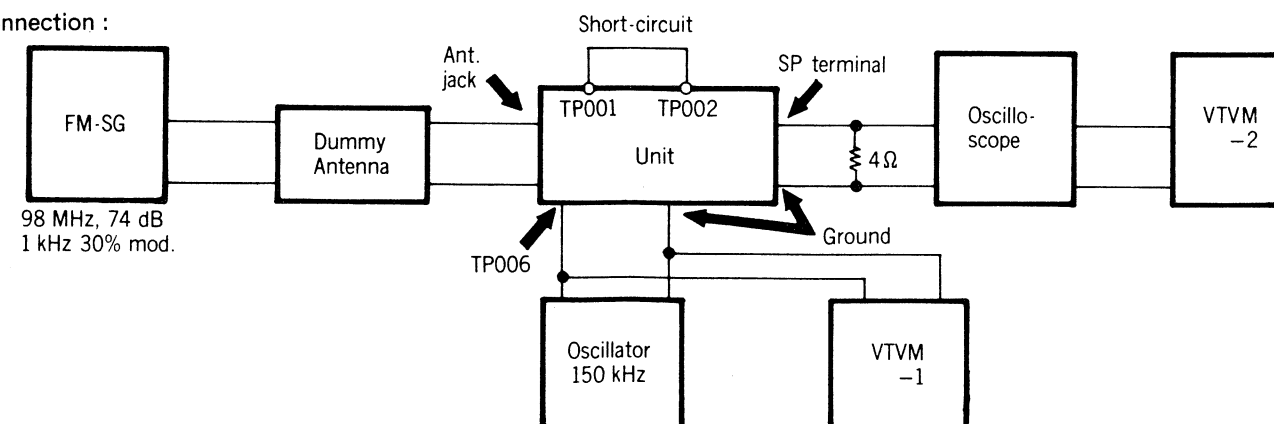 nnection :
Short-circuit
Ant.
jack
SP terminal
FM-SG
Dummy
Antenna
TP001
TP002
Unit
4Ω
Oscillo-
scope
VTVM
–2
98 MHz, 74 dB
1 kHz 30% mod.
TP006
Ground
Oscillator
150 kHz
VTVM
–1